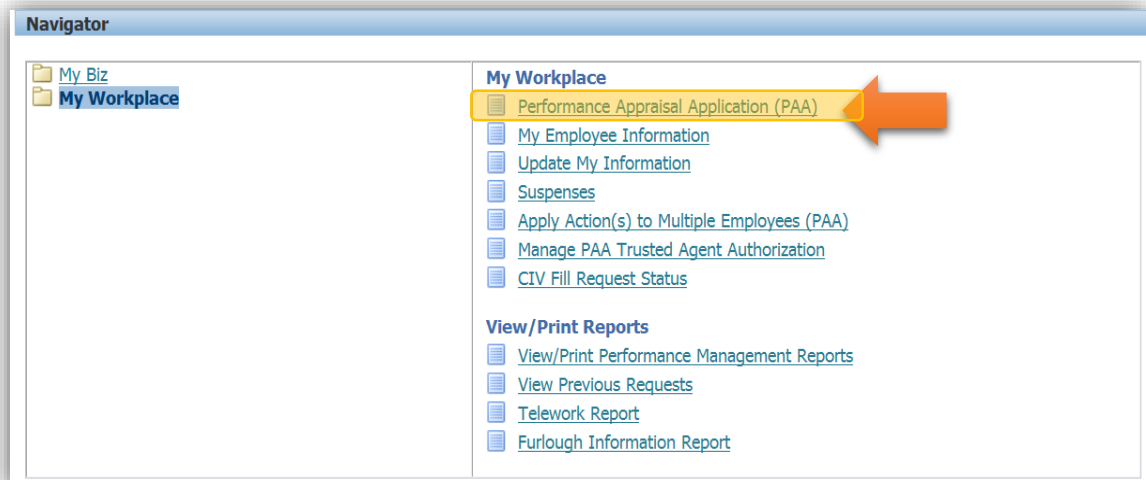 Navigator
My Biz
My Workplace
My Workplace
Performance Appraisal Application (PAA)
My Employee Information
Update My Information
Suspenses
Apply Action(s) to Multiple Employees (PAA)
Manage PAA Trusted Agent Authorization
CIV Fill Request Status
View/Print Reports
View/Print Performance Management Reports
View Previous Requests
Telework Report
Furlough Information Report